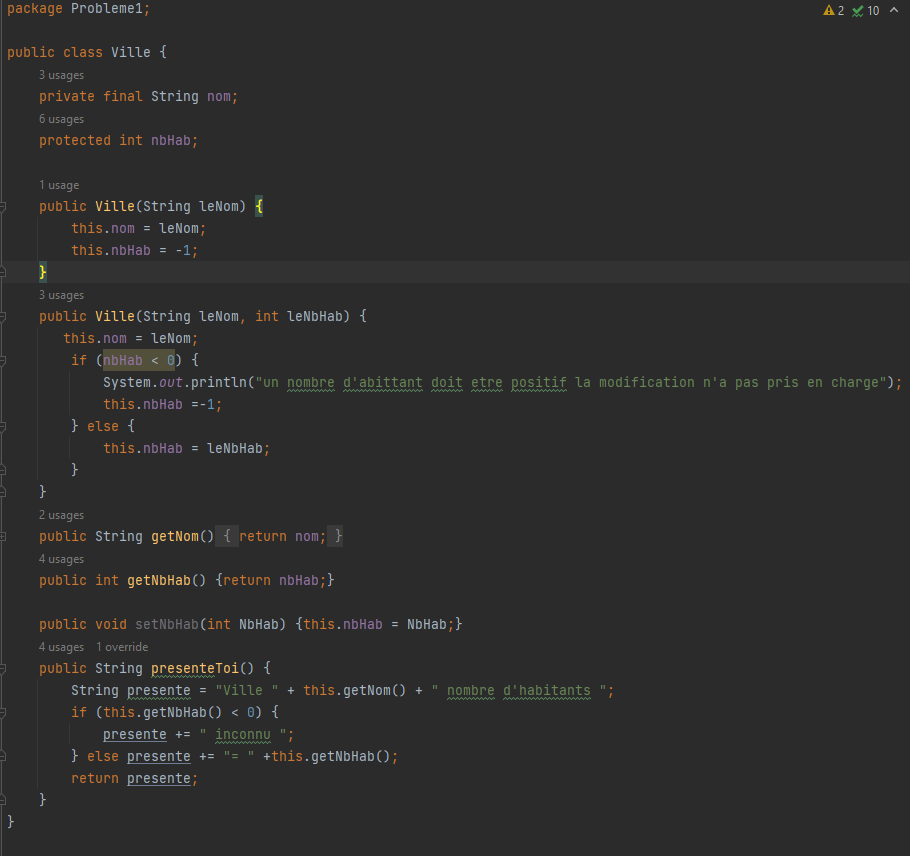 package Probleme1;
2 10
public class Ville {
3 usages
private final String nom;
6 usages
protected int nbHab;
1 usage
public Ville(String leNom) {
this.nom = leNom;
this.nbHab = -1;
}
3 usages
public Ville(String leNom, int leNbHab) {
this.nom = leNom;
if (nbHab < 0) {
System.out.println("un nombre d'abittant doit etre positif la modification n'a pas pris en charge");
this.nbHab =-1;
} else {
this.nbHab = leNbHab;
}
}
2 usages
public String getNom() { return nom; }
4 usages
public int getNbHab() {return nbHab;}
public void setNbHab(int NbHab) {this.nbHab = NbHab;}
4 usages 1 override
public String presenteToi() {
String presente = "Ville " + this.getNom() + " nombre d'habitants ";
if (this.getNbHab() < 0) {
presente += " inconnu ";
} else presente += "= " +this.getNbHab();
return presente;
}
}